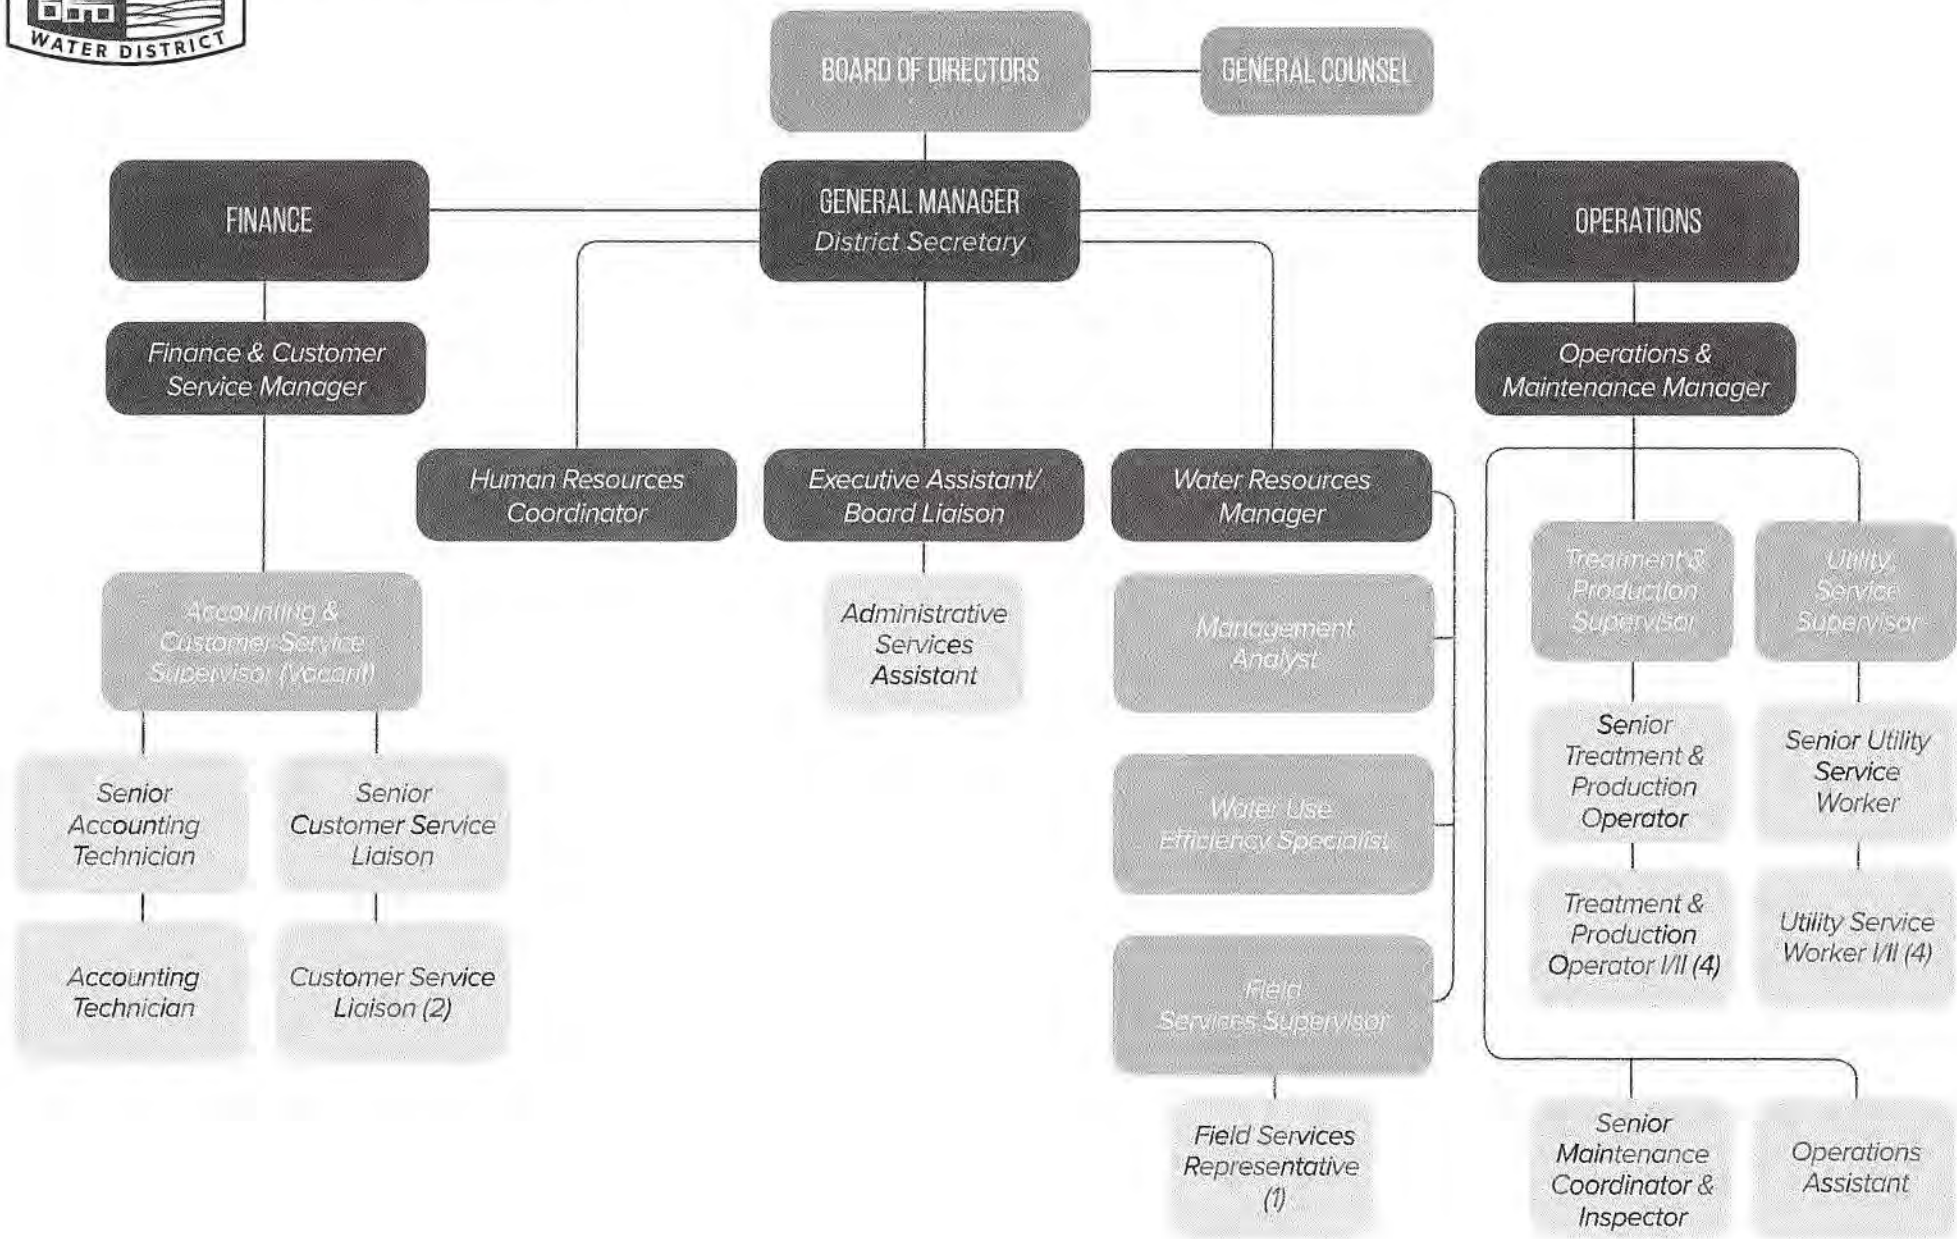 WATER DISTRICT
BOARD OF DIRECTORS
GENERAL COUNSEL
FINANCE
GENERAL MANAGER
District Secretary
OPERATIONS
Finance & Customer
Service Manager
Operations &
Maintenance Manager
Human Resources
Coordinator
Executive Assistant/
Board Liaison
Water Resources
Manager
Accounting &
Customer Service
Supervisor (Vacant)
Administrative
Services
Assistant
Management
Analyst
Treatment &
Production
Supervisor
Utility
Service
Supervisor
Senior
Accounting
Technician
Senior
Customer Service
Liaison
Water Use
Efficiency Specialist
Senior
Treatment &
Production
Operator
Senior Utility
Service
Worker
Accounting
Technician
Customer Service
Liaison (2)
Field
Services Supervisor
Treatment &
Production
Operator I/II (4)
Utility Service
Worker I/II (4)
Field Services
Representative
(1)
Senior
Maintenance
Coordinator &
Inspector
Operations
Assistant